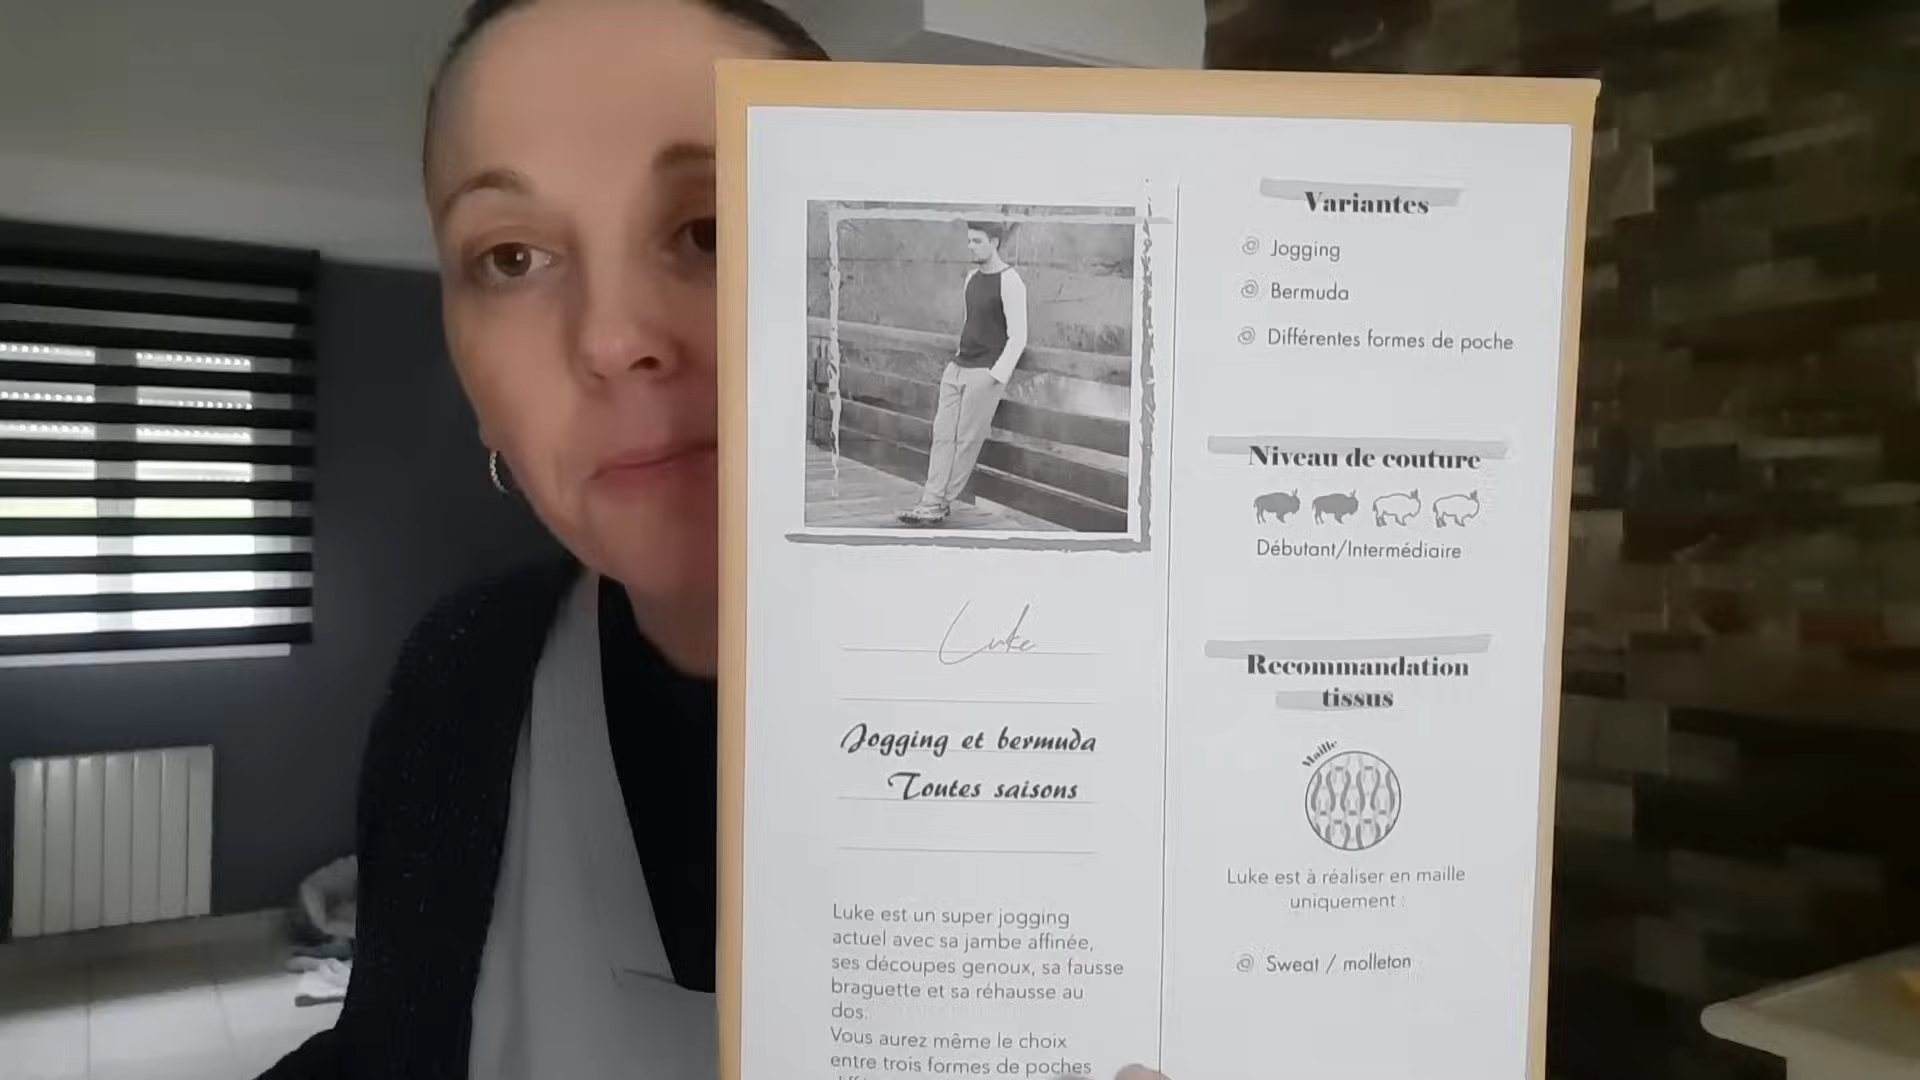 Luke
Jogging et bermuda
Toutes saisons
Luke est un super jogging
actuel avec sa jambe affinée,
ses découpes genoux, sa fausse
braguette et sa réhausse au
dos.
Vous aurez même le choix
entre trois formes de poches
Variantes
Jogging
Bermuda
Différentes formes de poche
Niveau de couture
Débutant/Intermédiaire
Recommandation
tissus
Maille
Luke est à réaliser en maille
uniquement :
Sweat / molleton